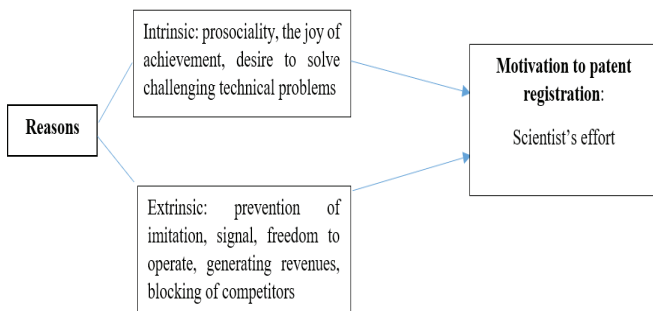 Reasons
Intrinsic: prosociality, the joy of
achievement, desire to solve
challenging technical problems
Extrinsic: prevention of
imitation, signal, freedom to
operate, generating revenues,
blocking of competitors
Motivation to patent
registration:
Scientist's effort